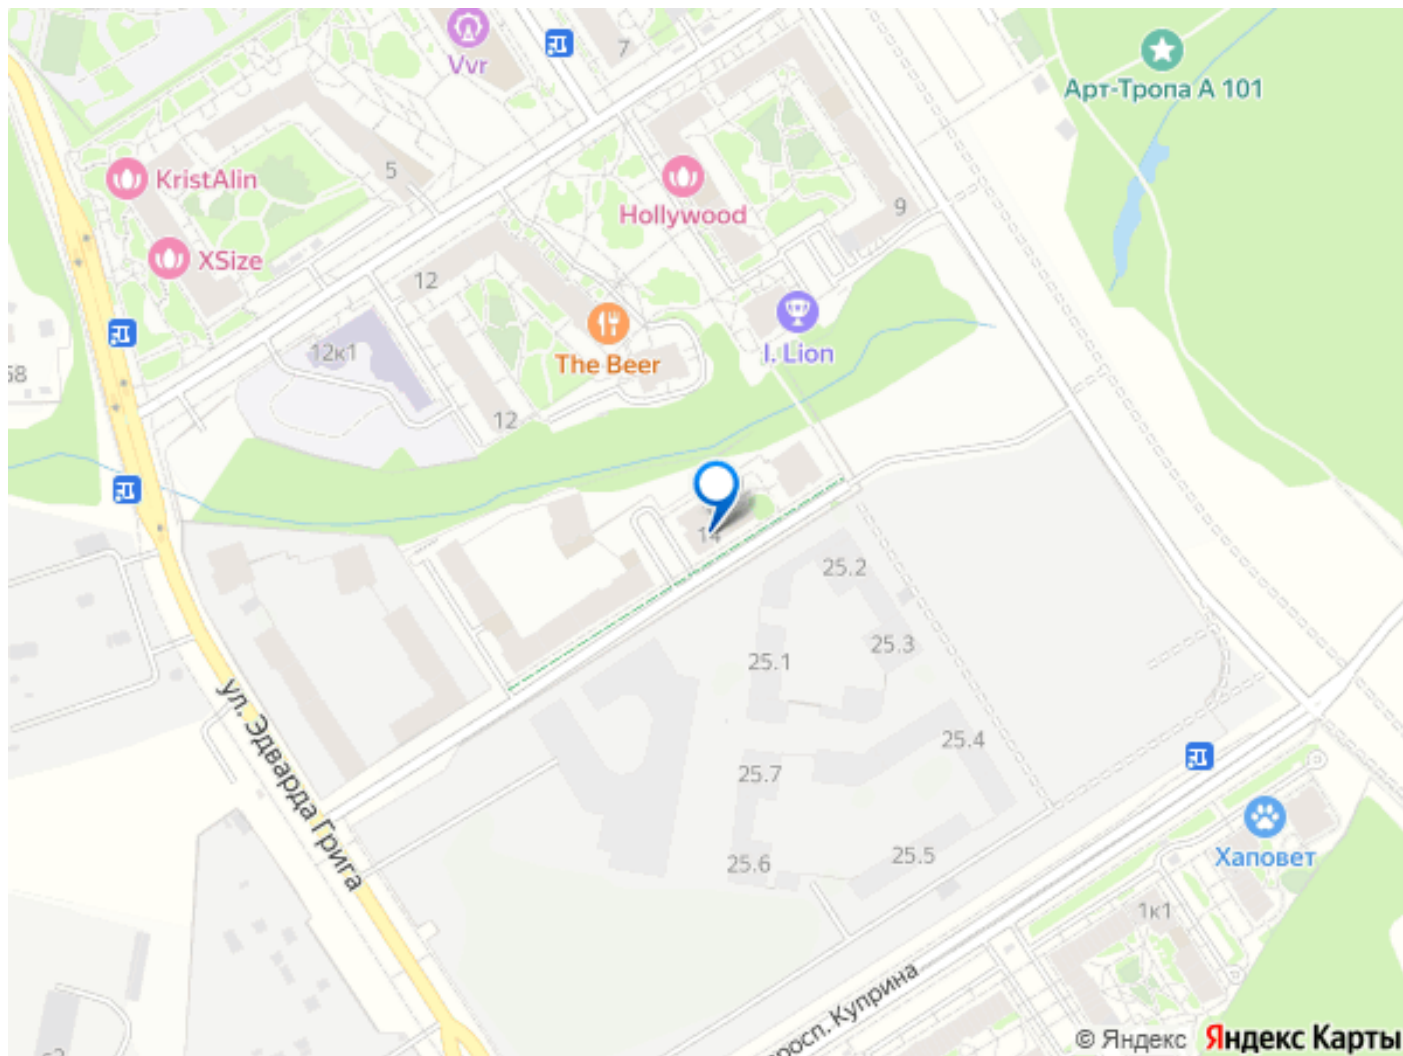 Vvr
7
Арт-Тропа А 101
5
KristAlin
Hollywood
9
XSize
12
12к1
The Beer
I. Lion
12
14
25.2
25.3
25.1
25.4
25.7
25.5
25.6
ул. Эдварда Грига
Хаповет
1к1
росп. Куприна
© Яндекс
Яндекс Карты